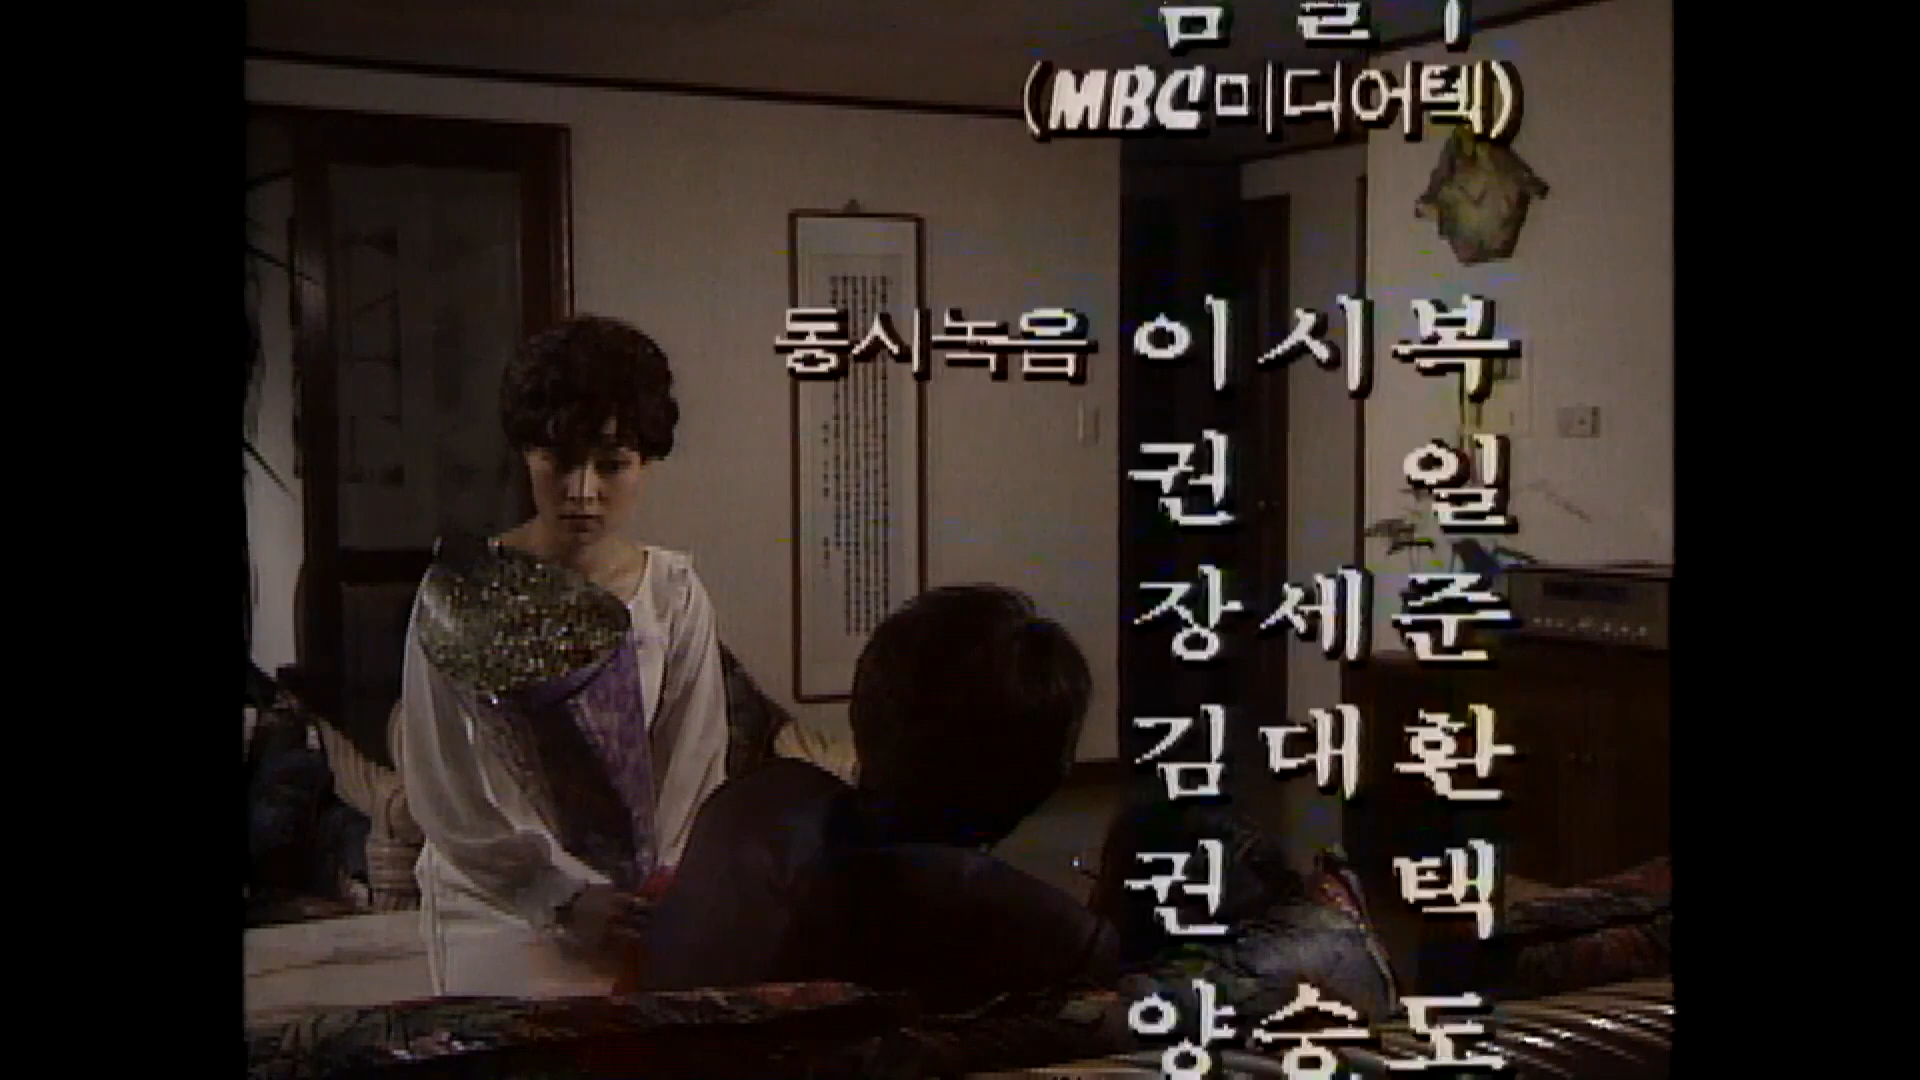 (MBC미디어텍)
동시녹음 이시복
권 일
장세준
김대환
권 택
양승도